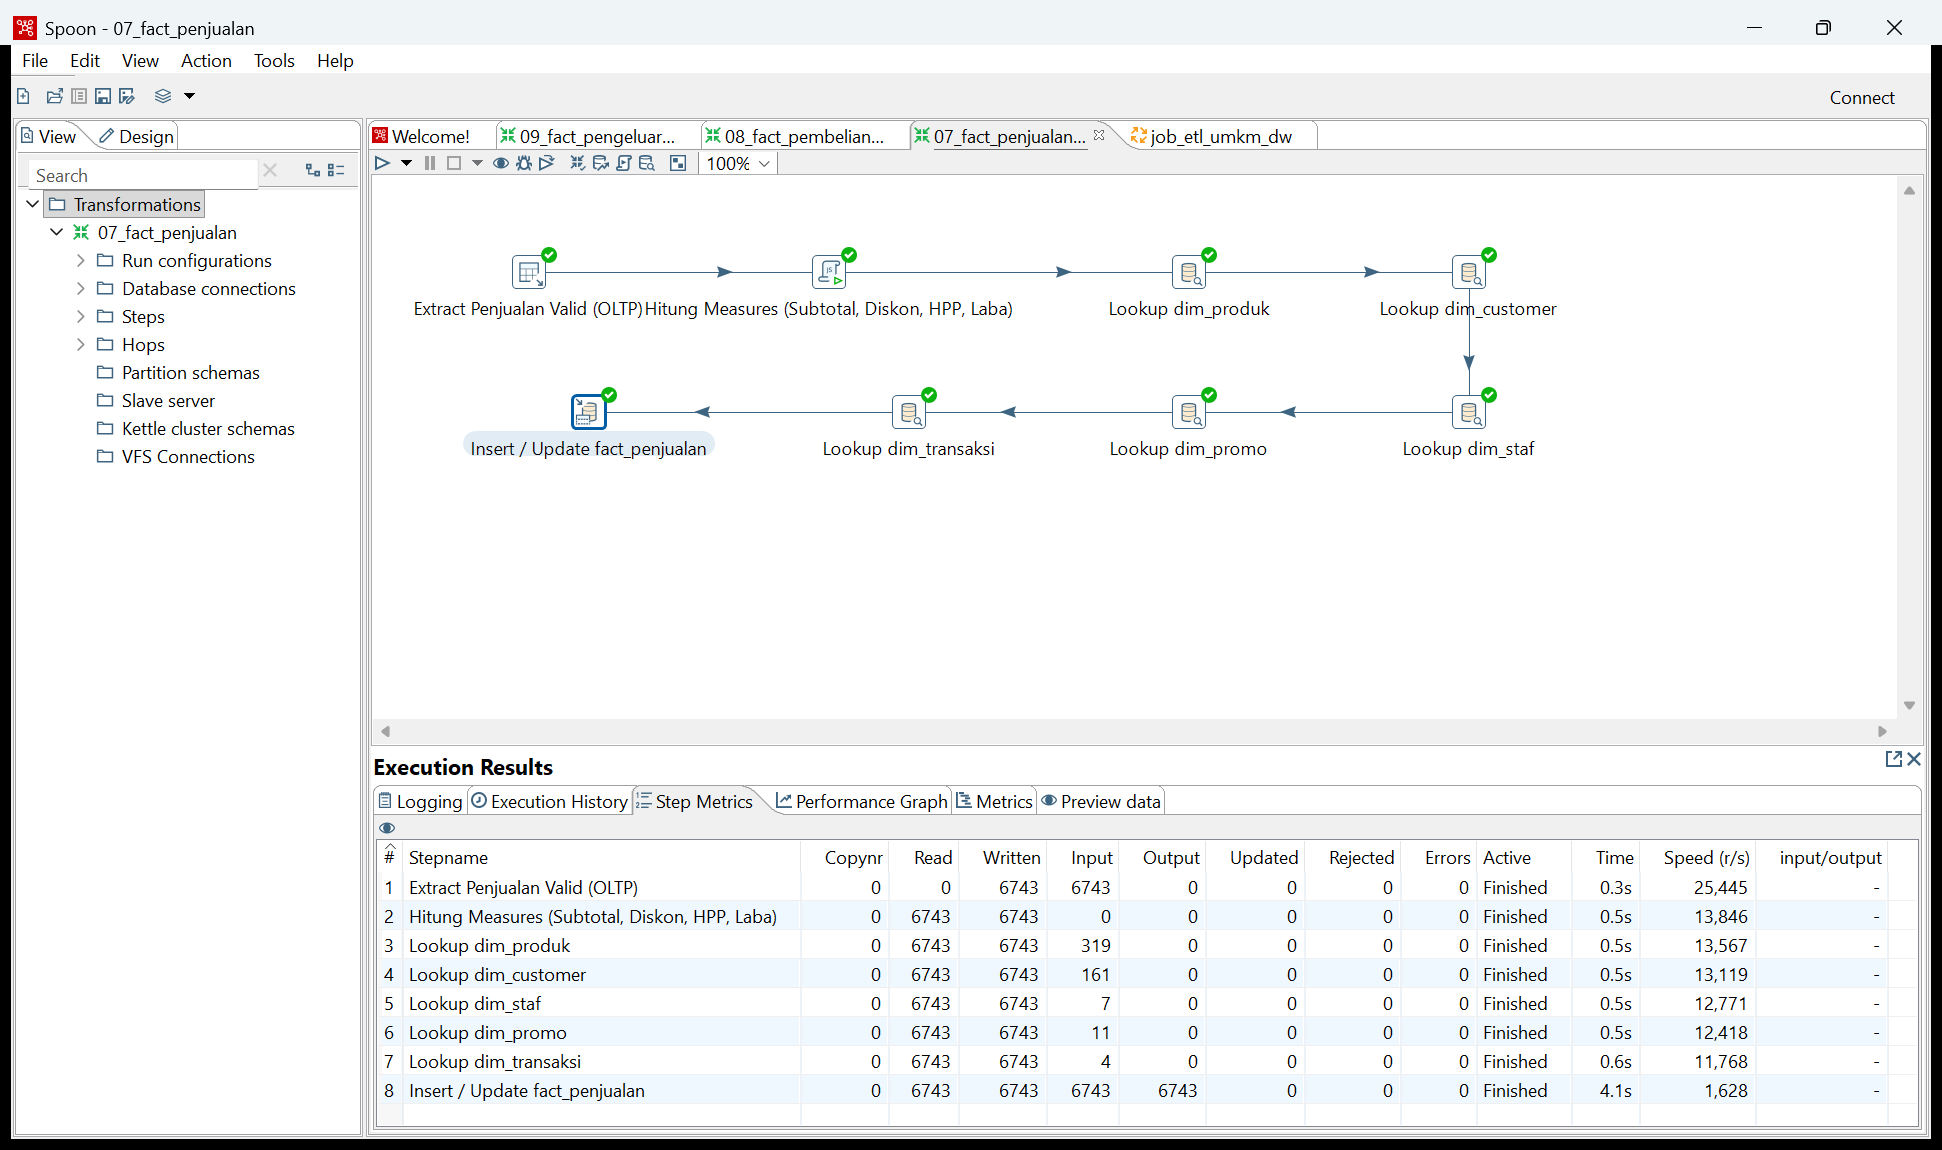 Spoon - 07_fact_penjualan
File Edit View Action Tools Help
Connect
View Design
Search
Transformations
07_fact_penjualan
Run configurations
Database connections
Steps
Hops
Partition schemas
Slave server
Kettle cluster schemas
VFS Connections
Welcome! 09_fact_pengeluar... 08_fact_pembelian... 07_fact_penjualan... job_etl_umkm_dw
100%
Extract Penjualan Valid (OLTP) Hitung Measures (Subtotal, Diskon, HPP, Laba) Lookup dim_produk Lookup dim_customer
Insert / Update fact_penjualan Lookup dim_transaksi Lookup dim_promo Lookup dim_staf
Execution Results
Logging Execution History Step Metrics Performance Graph Metrics Preview data
# Stepname Copynr Read Written Input Output Updated Rejected Errors Active Time Speed (r/s) input/output
1 Extract Penjualan Valid (OLTP) 0 0 6743 6743 0 0 0 0 Finished 0.3s 25,445 -
2 Hitung Measures (Subtotal, Diskon, HPP, Laba) 0 6743 6743 0 0 0 0 0 Finished 0.5s 13,846 -
3 Lookup dim_produk 0 6743 6743 319 0 0 0 0 Finished 0.5s 13,567 -
4 Lookup dim_customer 0 6743 6743 161 0 0 0 0 Finished 0.5s 13,119 -
5 Lookup dim_staf 0 6743 6743 7 0 0 0 0 Finished 0.5s 12,771 -
6 Lookup dim_promo 0 6743 6743 11 0 0 0 0 Finished 0.5s 12,418 -
7 Lookup dim_transaksi 0 6743 6743 4 0 0 0 0 Finished 0.6s 11,768 -
8 Insert / Update fact_penjualan 0 6743 6743 6743 6743 0 0 0 Finished 4.1s 1,628 -